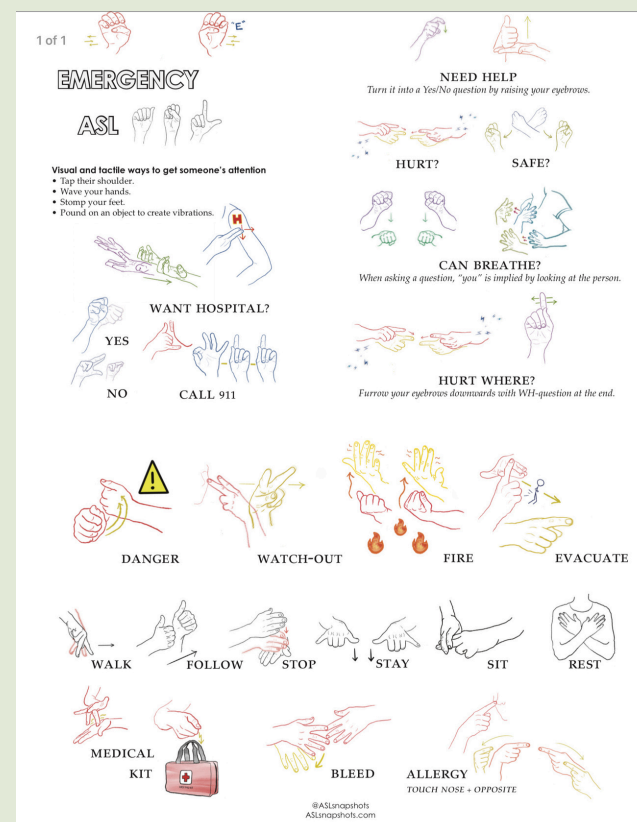 1 of 1
"E"
EMERGENCY
ASL
Visual and tactile ways to get someone's attention
• Tap their shoulder.
• Wave your hands.
• Stomp your feet.
• Pound on an object to create vibrations.
H
WANT HOSPITAL?
YES
NO
CALL 911
NEED HELP
Turn it into a Yes/No question by raising your eyebrows.
HURT?
SAFE?
CAN BREATHE?
When asking a question, "you" is implied by looking at the person.
HURT WHERE?
Furrow your eyebrows downwards with WH-question at the end.
DANGER
WATCH-OUT
FIRE
EVACUATE
WALK
FOLLOW
STOP
STAY
SIT
REST
MEDICAL
KIT
BLEED
ALLERGY
TOUCH NOSE + OPPOSITE
@ASLsnapshots
ASLsnapshots.com